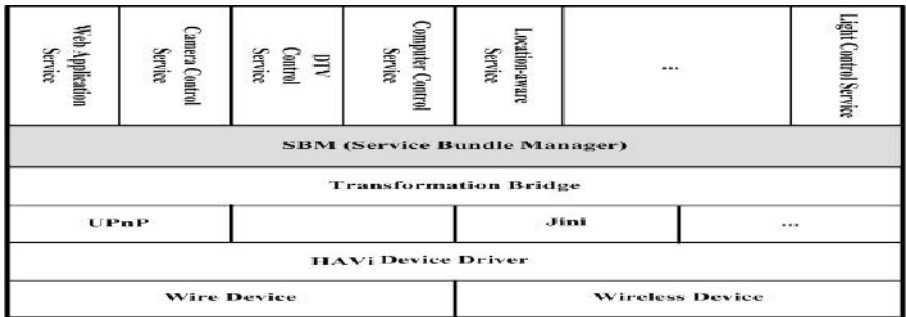 Web Application
Service
Camera Control
Service
DTV
Control
Service
Computer Control
Service
Location-aware
Service
...
Light Control Service
SBM (Service Bundle Manager)
Transformation Bridge
UPnP
Jini
...
HAVi Device Driver
Wire Device
Wireless Device